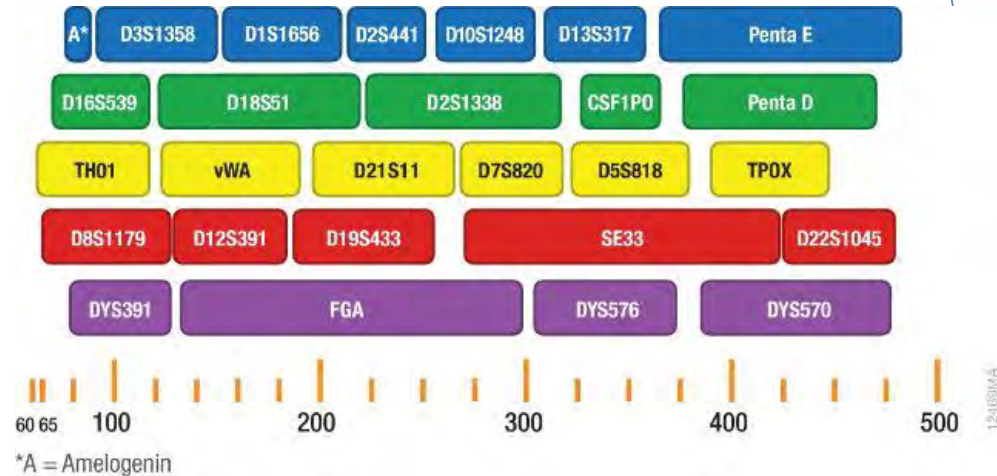 A* D3S1358 D1S1656 D2S441 D10S1248 D13S317 Penta E
D16S539 D18S51 D2S1338 CSF1PO Penta D
TH01 vWA D21S11 D7S820 D5S818 TPOX
D8S1179 D12S391 D19S433 SE33 D22S1045
DYS391 FGA DYS576 DYS570
60 65 100 200 300 400 500
12469MA
*A = Amelogenin